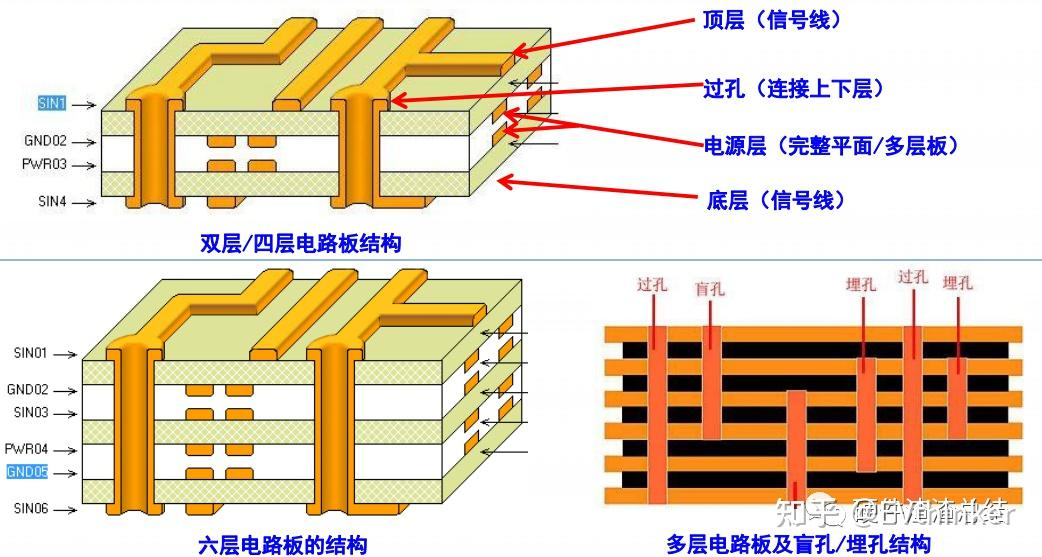 顶层（信号线）
SIN1
过孔（连接上下层）
GND02
电源层（完整平面/多层板）
PWR03
SIN4
底层（信号线）
双层/四层电路板结构
过孔
盲孔
埋孔
过孔
埋孔
SIN01
GND02
SIN03
PWR04
GND05
SIN06
知乎
六层电路板的结构
多层电路板及盲孔/埋孔结构